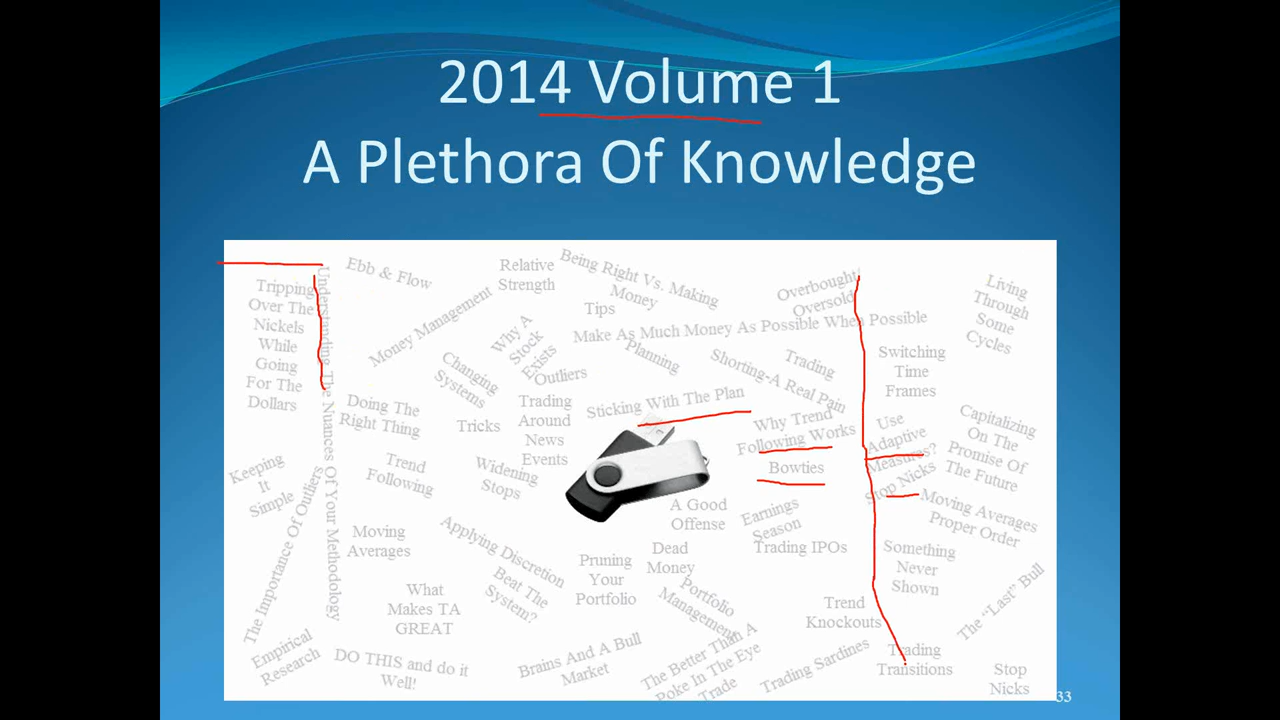 2014 Volume 1
A Plethora Of Knowledge
Tripping
Over The
Nickels
While
Going
For The
Dollars
Understanding The Nuances Of Your Methodology
Ebb & Flow
Relative
Strength
Being Right Vs. Making
Money
Tips
Overbought/
Oversold
Living
Through
Some
Cycles
Money Management
Why A
Stock
Exists
Make As Much Money As Possible When Possible
Planning
Changing
Systems
Outliers
Shorting-A Real Pain
Trading
Switching
Time
Frames
Doing The
Right Thing
Tricks
Trading
Around
News
Events
Sticking With The Plan
Why Trend
Following Works
Use
Adaptive
Measures?
Capitalizing
On The
Promise Of
The Future
Keeping
It
Simple
The Importance Of Outliers
Trend
Following
Widening
Stops
Bowties
Stop Nicks
Moving Averages
Proper Order
A Good
Offense
Earnings
Season
Moving
Averages
Applying Discretion
Dead
Money
Trading IPOs
Something
Never
Shown
Pruning
Your
Portfolio
Beat The
System?
What
Makes TA
GREAT
Portfolio
Management
Trend
Knockouts
The "Last" Bull
Empirical
Research
DO THIS and do it
Well!
Brains And A Bull
Market
The Better Than A
Poke In The Eye
Trade
Trading Sardines
Trading
Transitions
Stop
Nicks
33